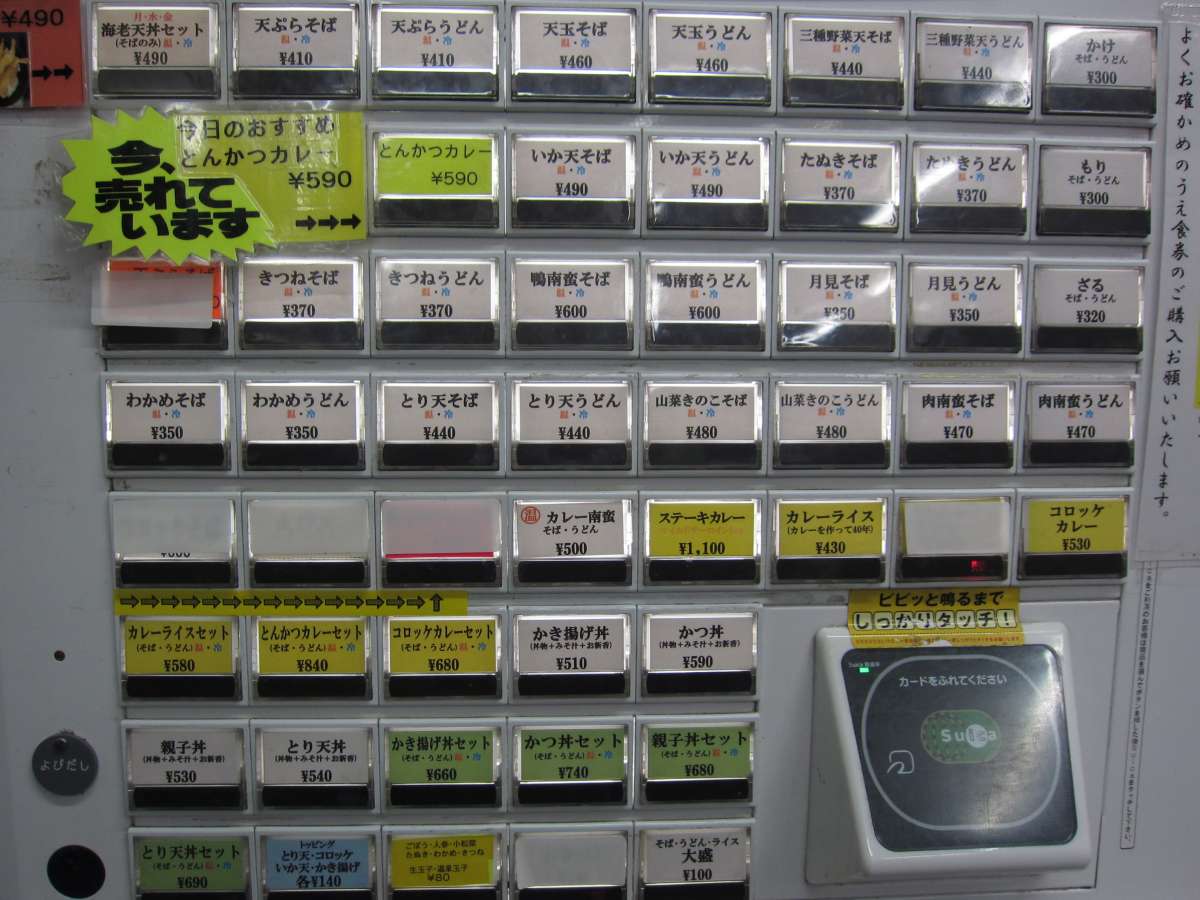 ¥490
月・水・金
海老天丼セット
(そばのみ)温・冷
¥490
天ぷらそば
温・冷
¥410
天ぷらうどん
温・冷
¥410
天玉そば
温・冷
¥460
天玉うどん
温・冷
¥460
三種野菜天そば
温・冷
¥440
三種野菜天うどん
温・冷
¥440
かけ
そば・うどん
¥300
今、
売れて
います
今日のおすすめ
とんかつカレー
¥590
→→→
とんかつカレー
¥590
いか天そば
温・冷
¥490
いか天うどん
温・冷
¥490
たぬきそば
温・冷
¥370
たぬきうどん
温・冷
¥370
もり
そば・うどん
¥300
きつねそば
温・冷
¥370
きつねうどん
温・冷
¥370
鴨南蛮そば
温・冷
¥600
鴨南蛮うどん
温・冷
¥600
月見そば
温・冷
¥350
月見うどん
温・冷
¥350
ざる
そば・うどん
¥320
わかめそば
温・冷
¥350
わかめうどん
温・冷
¥350
とり天そば
温・冷
¥440
とり天うどん
温・冷
¥440
山菜きのこそば
温・冷
¥480
山菜きのこうどん
温・冷
¥480
肉南蛮そば
温・冷
¥470
肉南蛮うどん
温・冷
¥470
温 カレー南蛮
そば・うどん
¥500
ステーキカレー
¥1,100
カレーライス
(カレーを作って40年)
¥430
コロッケ
カレー
¥530
カレーライスセット
(そば・うどん)温・冷
¥580
とんかつカレーセット
(そば・うどん)温・冷
¥840
コロッケカレーセット
(そば・うどん)温・冷
¥680
かき揚げ丼
(丼物+みそ汁+お新香)
¥510
かつ丼
(丼物+みそ汁+お新香)
¥590
親子丼
(丼物+みそ汁+お新香)
¥530
とり天丼
(丼物+みそ汁+お新香)
¥540
かき揚げ丼セット
(そば・うどん)温・冷
¥660
かつ丼セット
(そば・うどん)温・冷
¥740
親子丼セット
(そば・うどん)温・冷
¥680
とり天丼セット
(そば・うどん)温・冷
¥690
トッピング
とり天・コロッケ
いか天・かき揚げ
各¥140
ごぼう・人参・小松菜
たぬき・わかめ・きつね
生玉子・温泉玉子
¥80
そば・うどん・ライス
大盛
¥100
ピピッと鳴るまで
しっかりタッチ！
カードをふれてください
Suica
よびだし
よくお確かめのうえ食券のご購入お願いいたします。